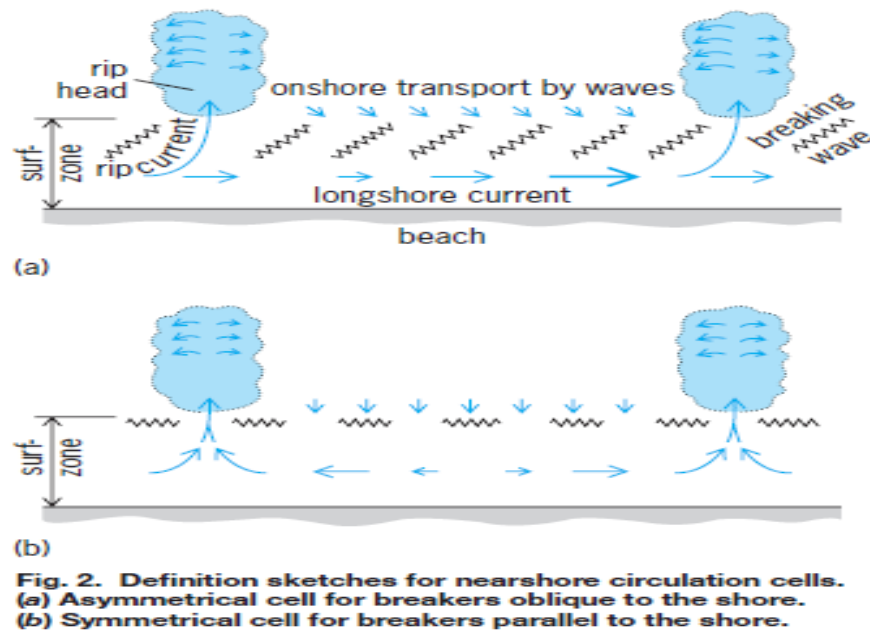 rip
head
onshore transport by waves
surf-
zone
rip current
breaking
wave
longshore current
beach
(a)
surf-
zone
(b)
Fig. 2. Definition sketches for nearshore circulation cells.
(a) Asymmetrical cell for breakers oblique to the shore.
(b) Symmetrical cell for breakers parallel to the shore.